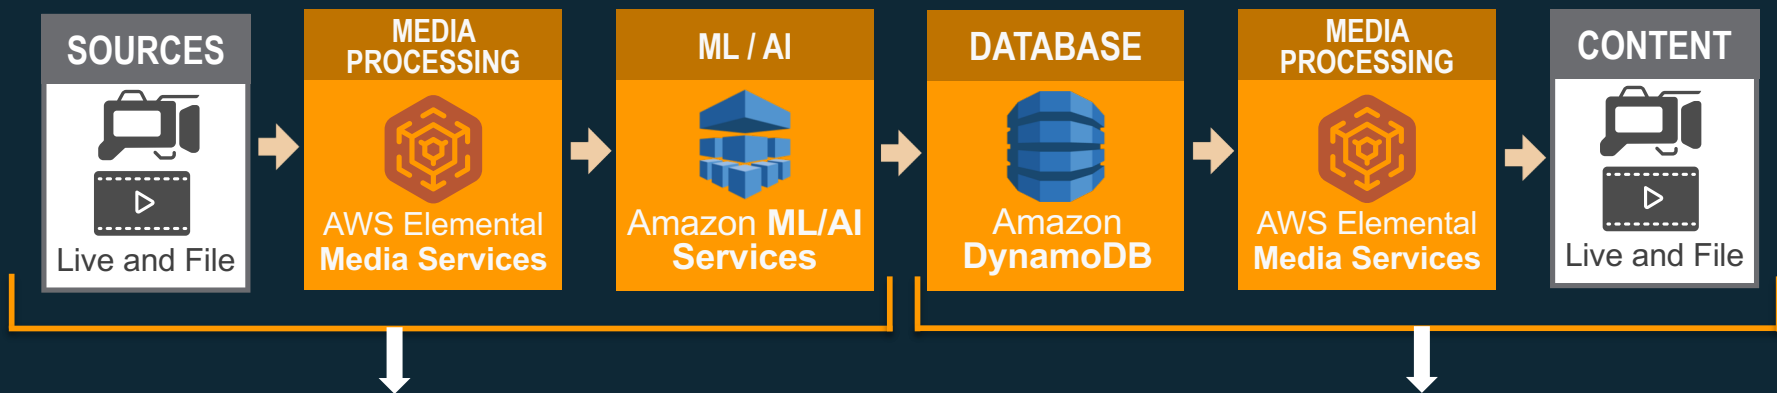 SOURCES
Live and File
MEDIA
PROCESSING
AWS Elemental
Media Services
ML / AI
Amazon ML/AI
Services
DATABASE
Amazon
DynamoDB
MEDIA
PROCESSING
AWS Elemental
Media Services
CONTENT
Live and File